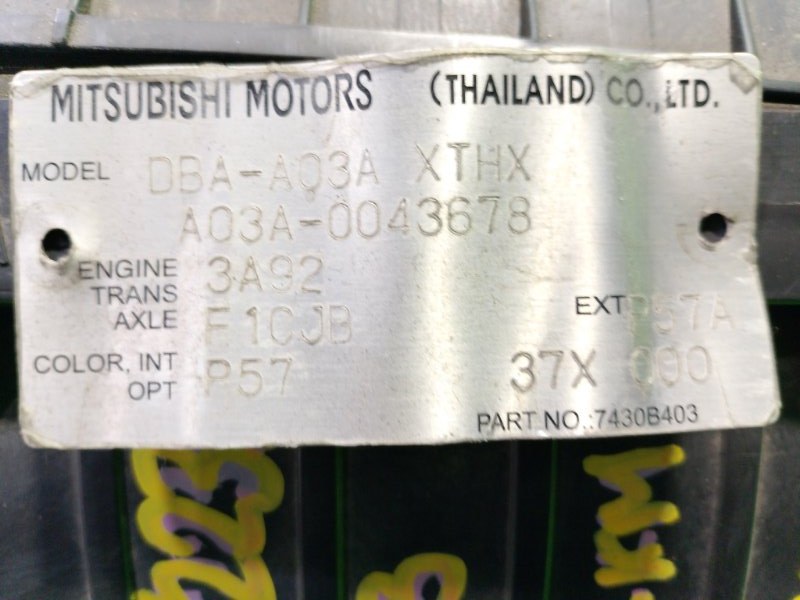 MITSUBISHI MOTORS (THAILAND) CO., LTD.
MODEL DBA-A03A XTHX
A03A-0043678
ENGINE 3A92
TRANS
AXLE F1CJB EXT P57A
COLOR, INT
OPT P57 37X 000
PART NO.:7430B403
223